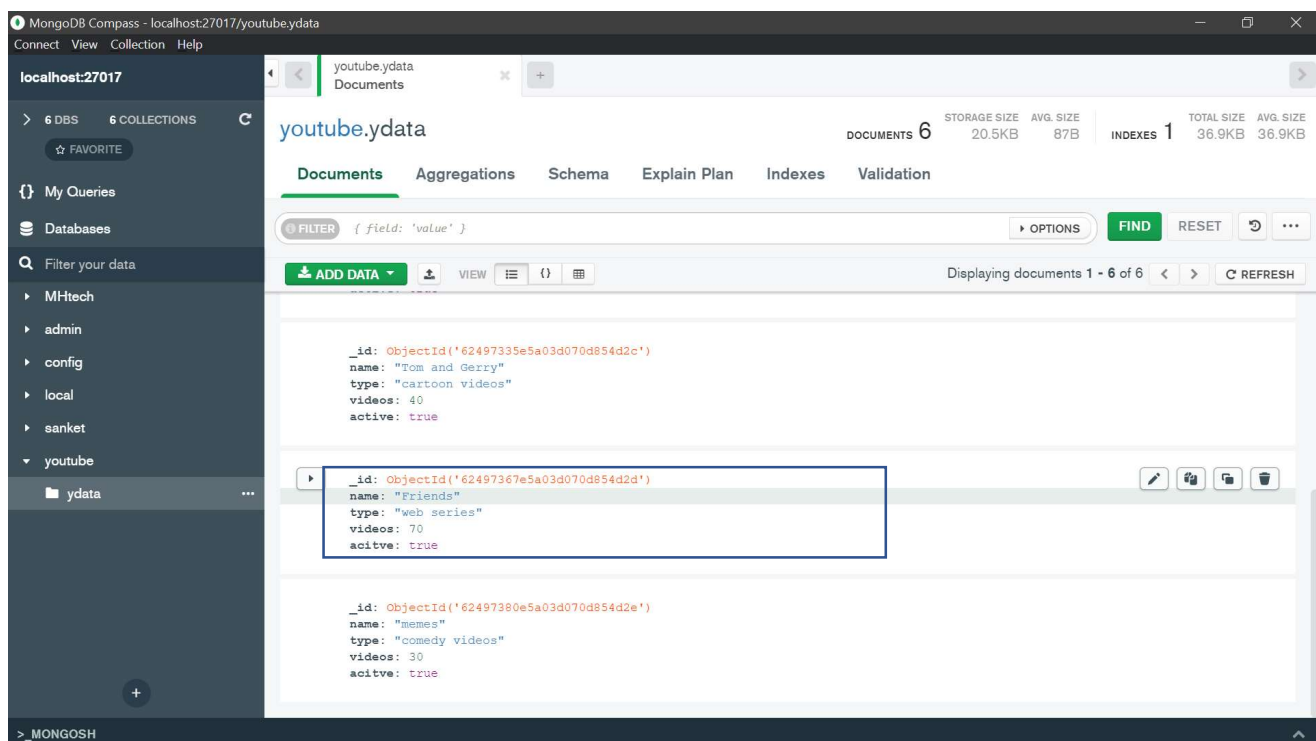 MongoDB Compass - localhost:27017/youtube.ydata
Connect View Collection Help
localhost:27017
6 DBS 6 COLLECTIONS
FAVORITE
{} My Queries
Databases
Filter your data
MHtech
admin
config
local
sanket
youtube
ydata
youtube.ydata
Documents
youtube.ydata
DOCUMENTS 6
STORAGE SIZE AVG. SIZE
20.5KB 87B
INDEXES 1
TOTAL SIZE AVG. SIZE
36.9KB 36.9KB
Documents Aggregations Schema Explain Plan Indexes Validation
FILTER { field: 'value' } OPTIONS FIND RESET
ADD DATA VIEW {} Displaying documents 1 - 6 of 6 < > REFRESH
_id: ObjectId('62497335e5a03d070d854d2c')
name: "Tom and Gerry"
type: "cartoon videos"
videos: 40
active: true
_id: ObjectId('62497367e5a03d070d854d2d')
name: "Friends"
type: "web series"
videos: 70
acitve: true
_id: ObjectId('62497380e5a03d070d854d2e')
name: "memes"
type: "comedy videos"
videos: 30
acitve: true
>_MONGOSH